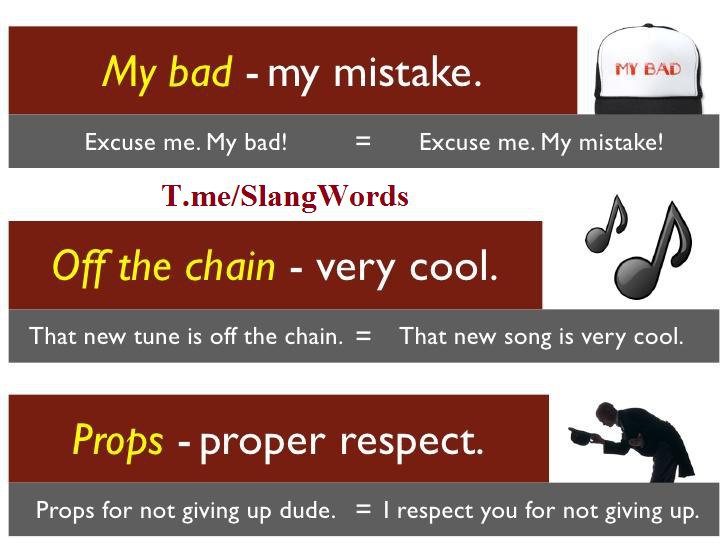 My bad - my mistake.
MY BAD
Excuse me. My bad! = Excuse me. My mistake!
T.me/SlangWords
Off the chain - very cool.
That new tune is off the chain. = That new song is very cool.
Props - proper respect.
Props for not giving up dude. = I respect you for not giving up.